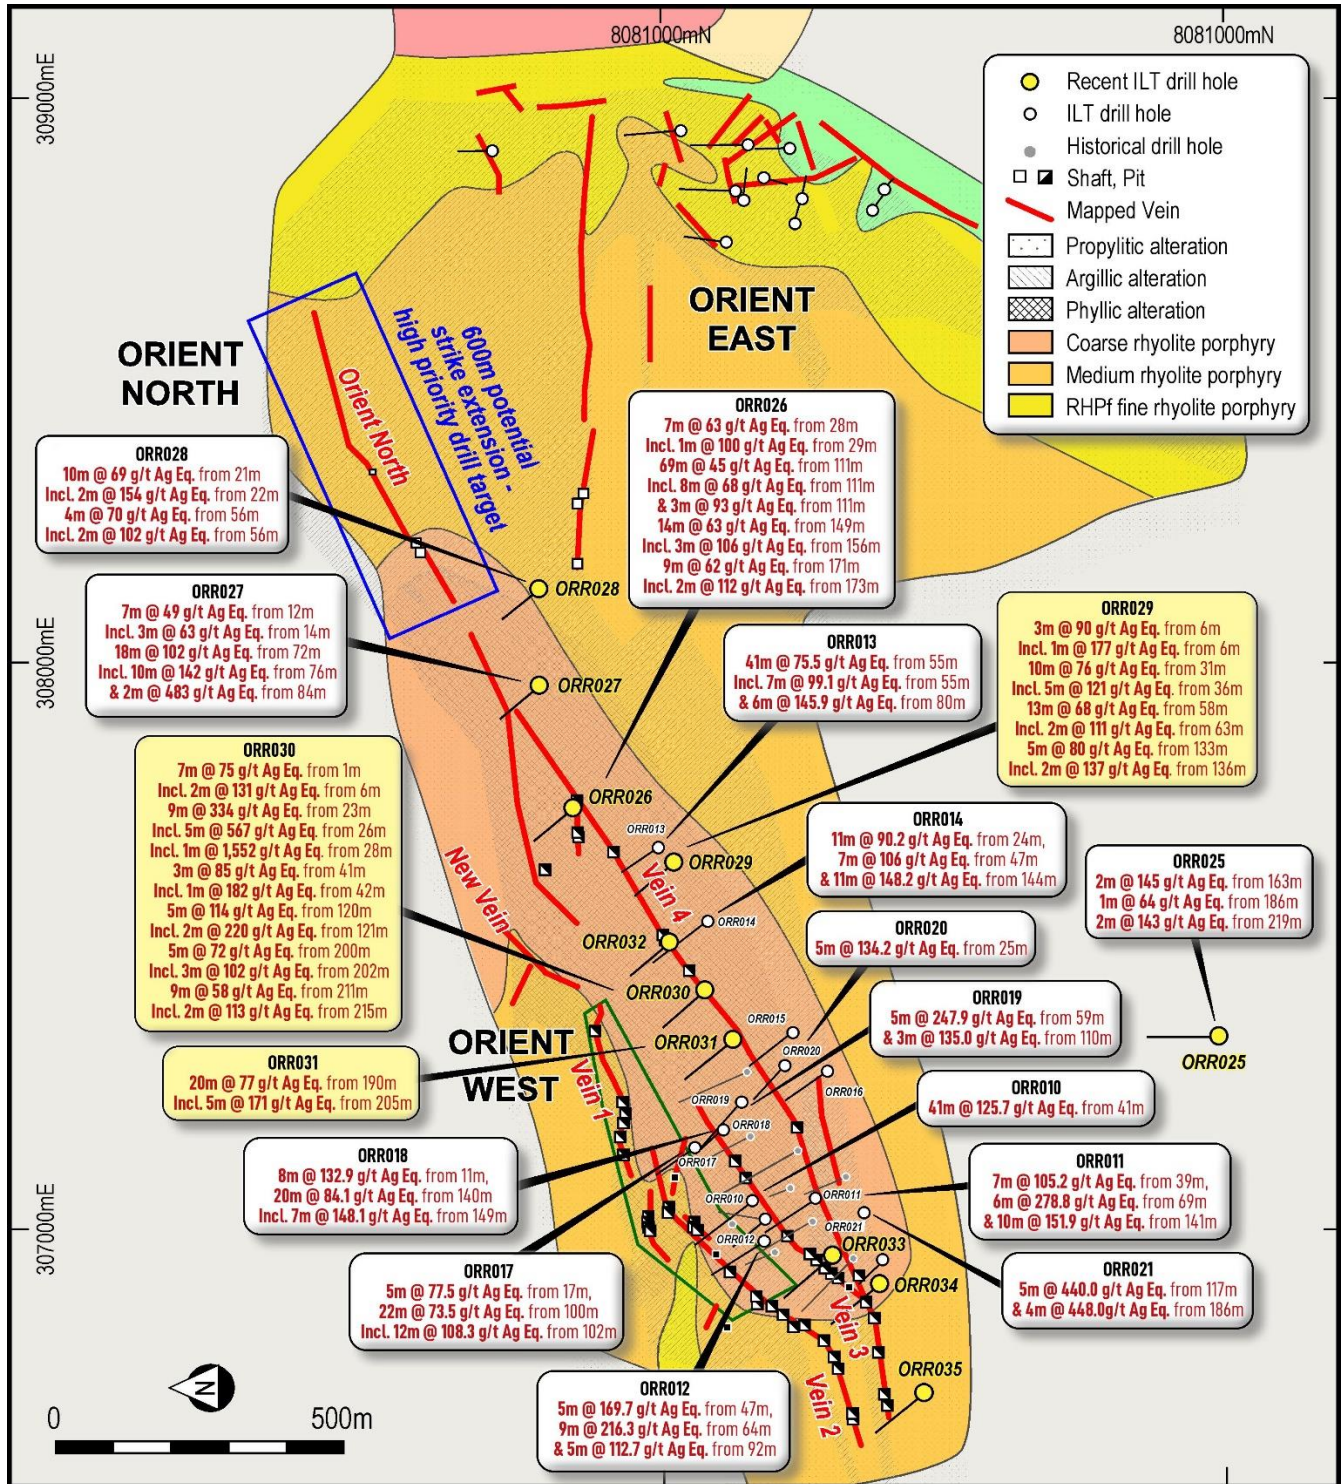 8081000mN
8081000mN
309000mE
308000mE
307000mE
Recent ILT drill hole
ILT drill hole
Historical drill hole
Shaft, Pit
Mapped Vein
Propylitic alteration
Argillic alteration
Phyllic alteration
Coarse rhyolite porphyry
Medium rhyolite porphyry
RHPf fine rhyolite porphyry
ORIENT
EAST
ORIENT
NORTH
Orient North
600m potential
strike extension -
high priority drill target
ORR028
10m @ 69 g/t Ag Eq. from 21m
Incl. 2m @ 154 g/t Ag Eq. from 22m
4m @ 70 g/t Ag Eq. from 56m
Incl. 2m @ 102 g/t Ag Eq. from 56m
ORR026
7m @ 63 g/t Ag Eq. from 28m
Incl. 1m @ 100 g/t Ag Eq. from 29m
69m @ 45 g/t Ag Eq. from 111m
Incl. 8m @ 68 g/t Ag Eq. from 111m
& 3m @ 93 g/t Ag Eq. from 111m
14m @ 63 g/t Ag Eq. from 149m
Incl. 3m @ 106 g/t Ag Eq. from 156m
9m @ 62 g/t Ag Eq. from 171m
Incl. 2m @ 112 g/t Ag Eq. from 173m
ORR027
7m @ 49 g/t Ag Eq. from 12m
Incl. 3m @ 63 g/t Ag Eq. from 14m
18m @ 102 g/t Ag Eq. from 72m
Incl. 10m @ 142 g/t Ag Eq. from 76m
& 2m @ 483 g/t Ag Eq. from 84m
ORR013
41m @ 75.5 g/t Ag Eq. from 55m
Incl. 7m @ 99.1 g/t Ag Eq. from 55m
& 6m @ 145.9 g/t Ag Eq. from 80m
ORR029
3m @ 90 g/t Ag Eq. from 6m
Incl. 1m @ 177 g/t Ag Eq. from 6m
10m @ 76 g/t Ag Eq. from 31m
Incl. 5m @ 121 g/t Ag Eq. from 36m
13m @ 68 g/t Ag Eq. from 58m
Incl. 2m @ 111 g/t Ag Eq. from 63m
5m @ 80 g/t Ag Eq. from 133m
Incl. 2m @ 137 g/t Ag Eq. from 136m
ORR030
7m @ 75 g/t Ag Eq. from 1m
Incl. 2m @ 131 g/t Ag Eq. from 6m
9m @ 334 g/t Ag Eq. from 23m
Incl. 5m @ 567 g/t Ag Eq. from 26m
Incl. 1m @ 1,552 g/t Ag Eq. from 28m
3m @ 85 g/t Ag Eq. from 41m
Incl. 1m @ 182 g/t Ag Eq. from 42m
5m @ 114 g/t Ag Eq. from 120m
Incl. 2m @ 220 g/t Ag Eq. from 121m
5m @ 72 g/t Ag Eq. from 200m
Incl. 3m @ 102 g/t Ag Eq. from 202m
9m @ 58 g/t Ag Eq. from 211m
Incl. 2m @ 113 g/t Ag Eq. from 215m
ORR014
11m @ 90.2 g/t Ag Eq. from 24m,
7m @ 106 g/t Ag Eq. from 47m
& 11m @ 148.2 g/t Ag Eq. from 144m
ORR025
2m @ 145 g/t Ag Eq. from 163m
1m @ 64 g/t Ag Eq. from 186m
2m @ 143 g/t Ag Eq. from 219m
ORR020
5m @ 134.2 g/t Ag Eq. from 25m
ORR019
5m @ 247.9 g/t Ag Eq. from 59m
& 3m @ 135.0 g/t Ag Eq. from 110m
ORR031
20m @ 77 g/t Ag Eq. from 190m
Incl. 5m @ 171 g/t Ag Eq. from 205m
ORR010
41m @ 125.7 g/t Ag Eq. from 41m
ORR018
8m @ 132.9 g/t Ag Eq. from 11m,
20m @ 84.1 g/t Ag Eq. from 140m
Incl. 7m @ 148.1 g/t Ag Eq. from 149m
ORR011
7m @ 105.2 g/t Ag Eq. from 39m,
6m @ 278.8 g/t Ag Eq. from 69m
& 10m @ 151.9 g/t Ag Eq. from 141m
ORR017
5m @ 77.5 g/t Ag Eq. from 17m,
22m @ 73.5 g/t Ag Eq. from 100m
Incl. 12m @ 108.3 g/t Ag Eq. from 102m
ORR021
5m @ 440.0 g/t Ag Eq. from 117m
& 4m @ 448.0g/t Ag Eq. from 186m
ORR012
5m @ 169.7 g/t Ag Eq. from 47m,
9m @ 216.3 g/t Ag Eq. from 64m
& 5m @ 112.7 g/t Ag Eq. from 92m
ORR028
ORR027
ORR026
ORR013
ORR029
Vein 4
New Vein
ORR014
ORR032
ORR030
ORR015
ORR031
ORR020
ORR025
ORIENT
WEST
Vein 1
ORR016
ORR019
ORR018
ORR017
ORR010
ORR011
ORR021
ORR012
ORR033
ORR034
Vein 3
ORR035
Vein 2
N
0
500m